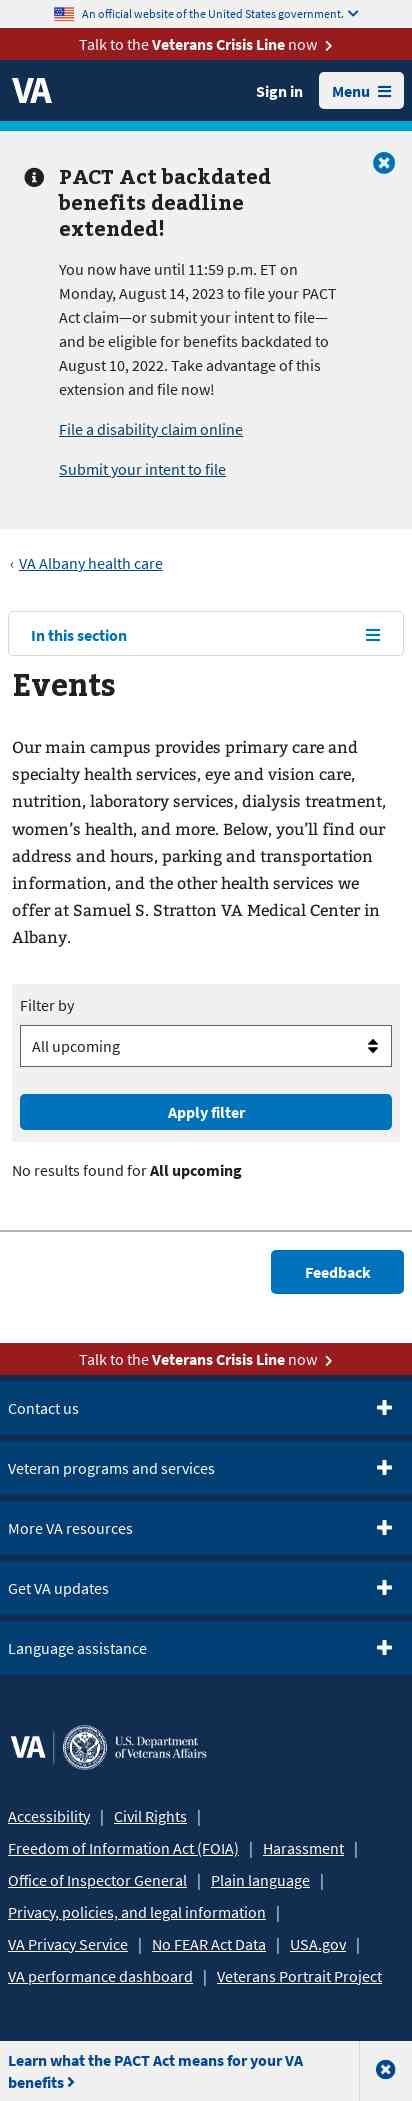 An official website of the United States government.
Talk to the Veterans Crisis Line now
VA
Sign in
Menu
PACT Act backdated
benefits deadline
extended!
You now have until 11:59 p.m. ET on
Monday, August 14, 2023 to file your PACT
Act claim—or submit your intent to file—
and be eligible for benefits backdated to
August 10, 2022. Take advantage of this
extension and file now!
File a disability claim online
Submit your intent to file
‹ VA Albany health care
In this section
Events
Our main campus provides primary care and
specialty health services, eye and vision care,
nutrition, laboratory services, dialysis treatment,
women's health, and more. Below, you'll find our
address and hours, parking and transportation
information, and the other health services we
offer at Samuel S. Stratton VA Medical Center in
Albany.
Filter by
All upcoming
Apply filter
No results found for All upcoming
Feedback
Talk to the Veterans Crisis Line now
Contact us
Veteran programs and services
More VA resources
Get VA updates
Language assistance
VA
U.S. Department
of Veterans Affairs
Accessibility | Civil Rights |
Freedom of Information Act (FOIA) | Harassment |
Office of Inspector General | Plain language |
Privacy, policies, and legal information |
VA Privacy Service | No FEAR Act Data | USA.gov |
VA performance dashboard | Veterans Portrait Project
Learn what the PACT Act means for your VA
benefits